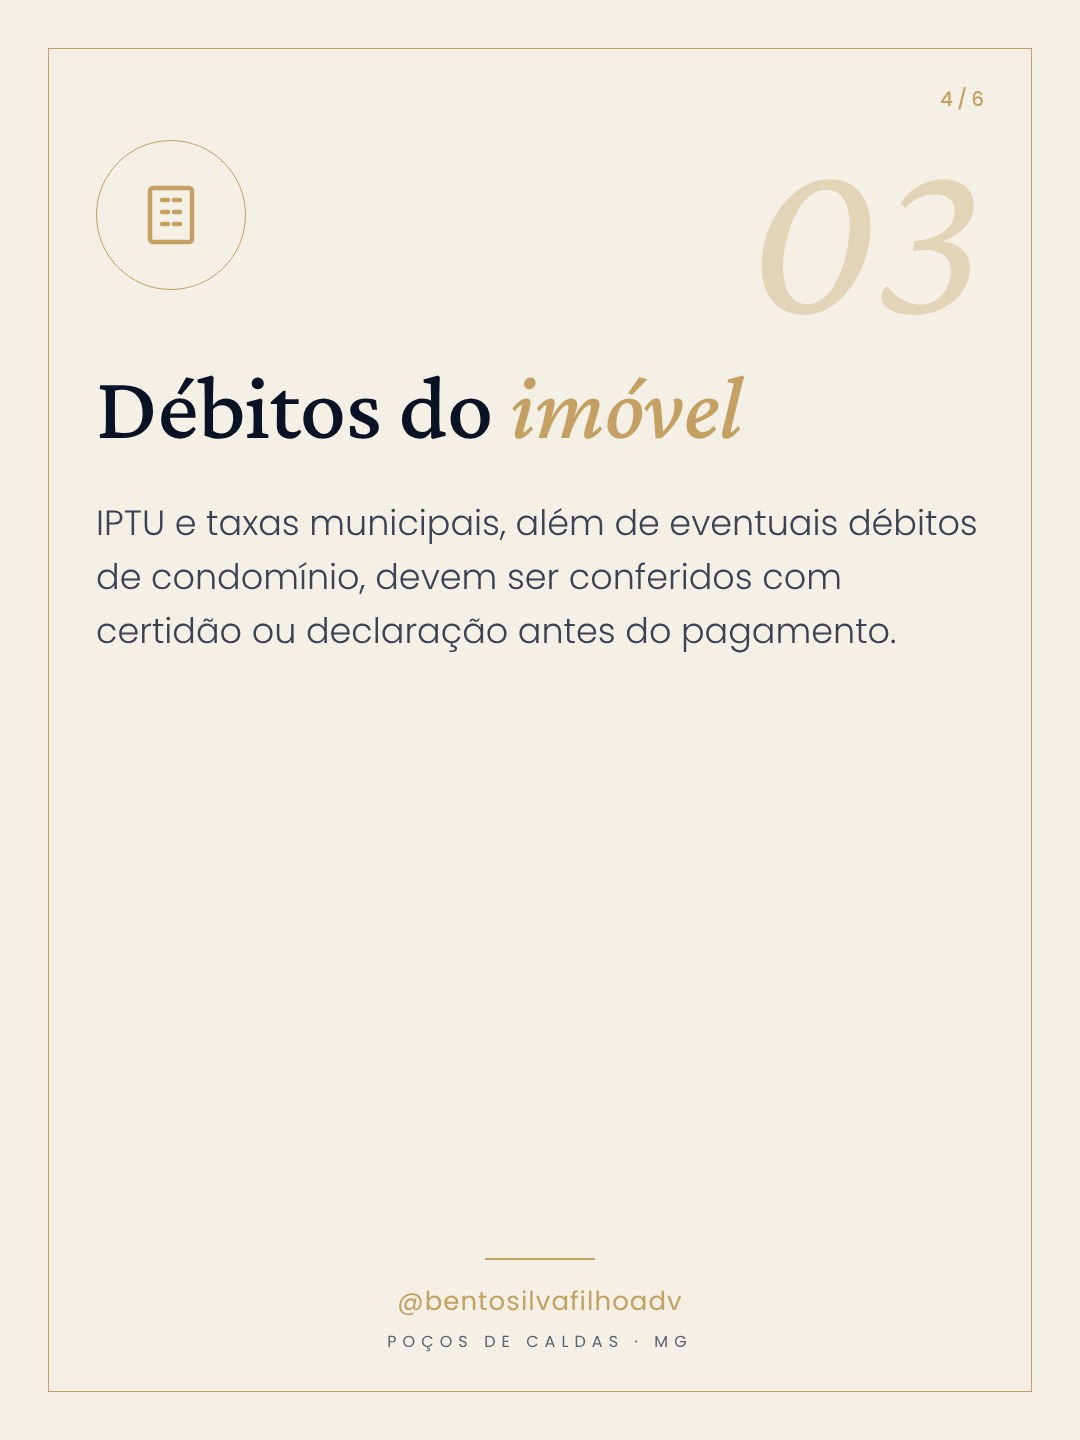 4 / 6
03
Débitos do imóvel
IPTU e taxas municipais, além de eventuais débitos
de condomínio, devem ser conferidos com
certidão ou declaração antes do pagamento.
@bentosilvafilhoadv
POÇOS DE CALDAS · MG